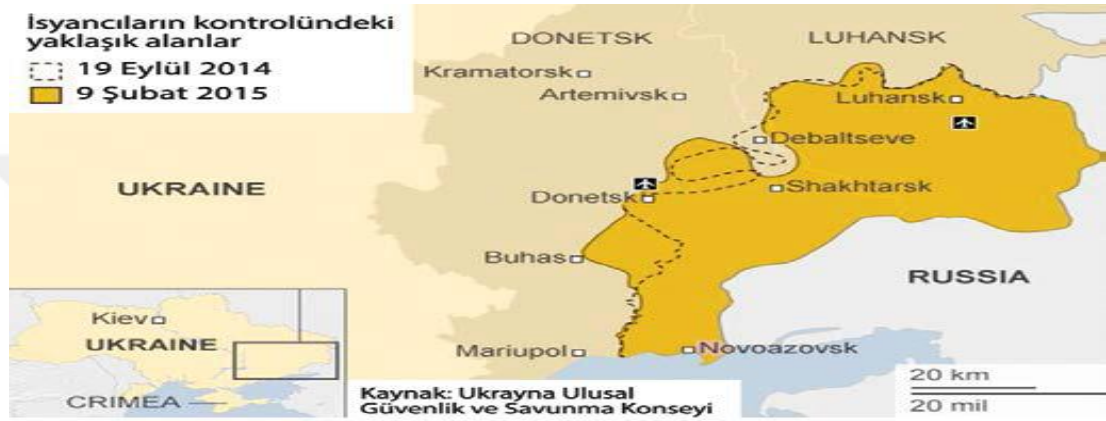 İsyancıların kontrolündeki
yaklaşık alanlar
19 Eylül 2014
9 Şubat 2015
DONETSK
LUHANSK
Kramatorsk
Artemivsk
Luhansk
Debaltseve
UKRAINE
Shakhtarsk
Donetsk
Buhas
RUSSIA
Kiev
UKRAINE
Mariupol
Novoazovsk
CRIMEA
Kaynak: Ukrayna Ulusal
Güvenlik ve Savunma Konseyi
20 km
20 mil